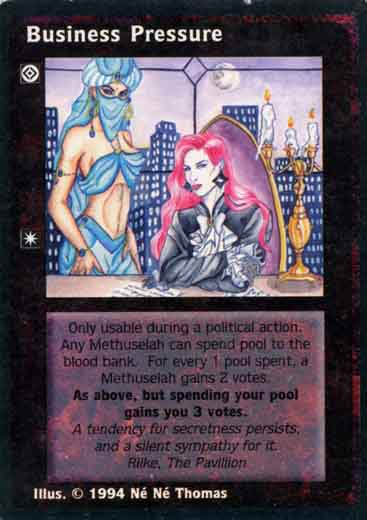 Business Pressure
Only usable during a political action.
Any Methuselah can spend pool to the
blood bank. For every 1 pool spent, a
Methuselah gains 2 votes.
As above, but spending your pool
gains you 3 votes.
A tendency for secretness persists,
and a silent sympathy for it.
Rilke, The Pavillion
Illus. © 1994 Né Né Thomas